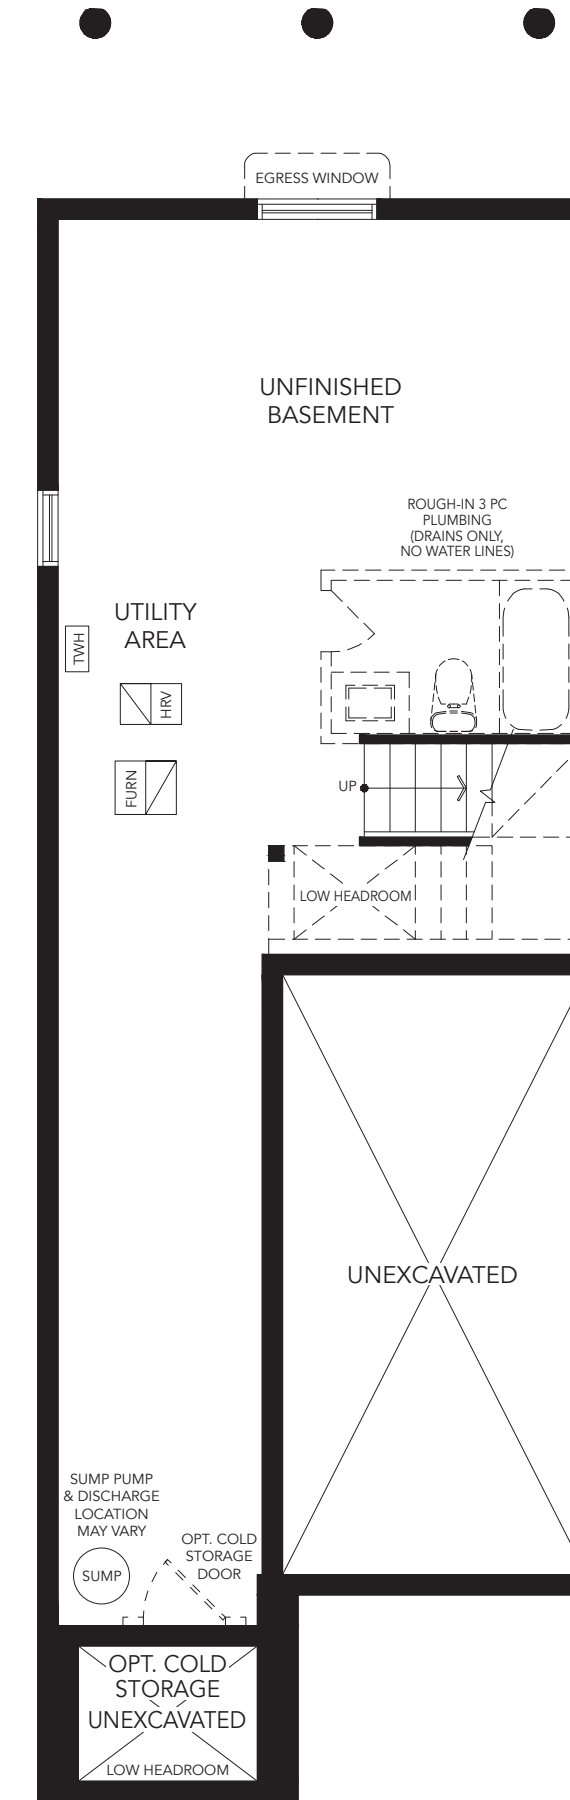 EGRESS WINDOW
UNFINISHED
BASEMENT
ROUGH-IN 3 PC
PLUMBING
(DRAINS ONLY,
NO WATER LINES)
UTILITY
AREA
TWH
HRV
FURN
UP
LOW HEADROOM
UNEXCAVATED
SUMP PUMP
& DISCHARGE
LOCATION
MAY VARY
OPT. COLD
STORAGE
DOOR
SUMP
OPT. COLD
STORAGE
UNEXCAVATED
LOW HEADROOM